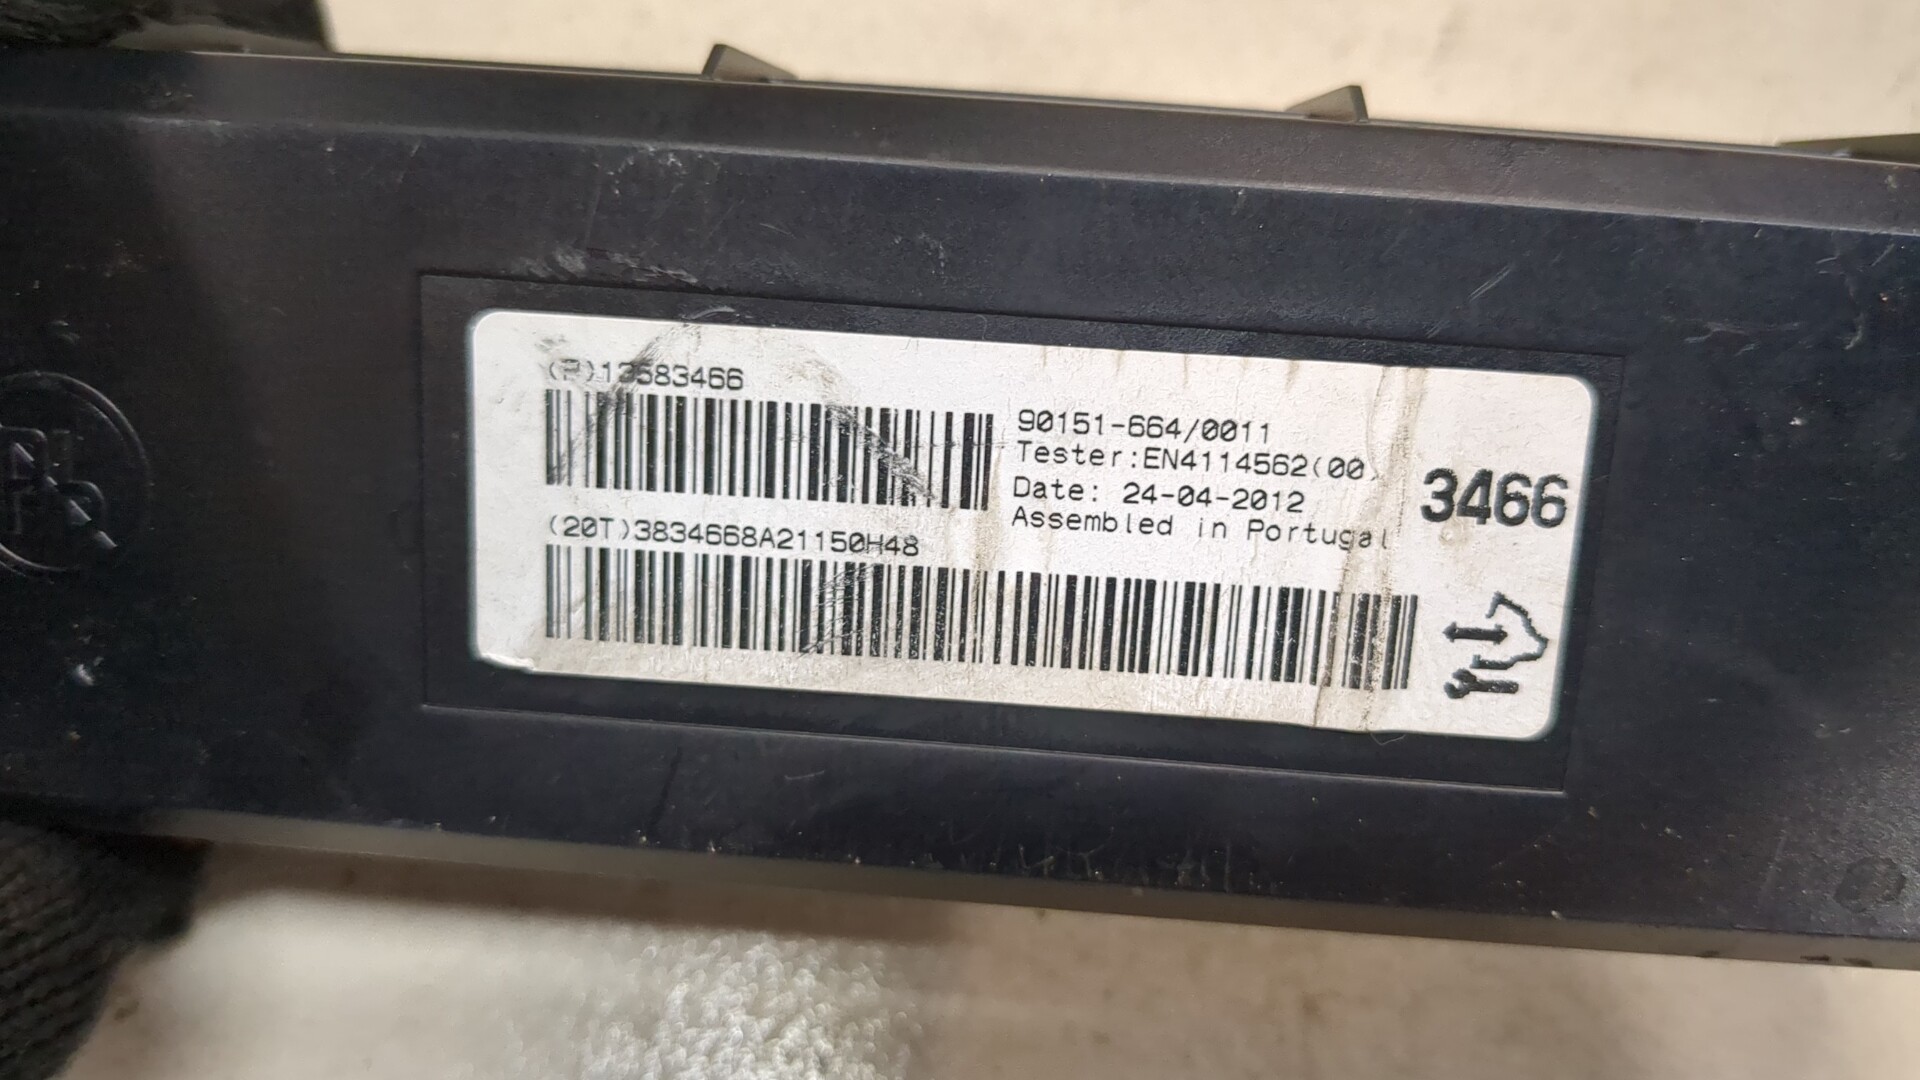 (P)13583466
90151-664/0011
Tester:EN4114562(00)
Date: 24-04-2012
Assembled in Portugal
3466
(20T)3834668A21150H48